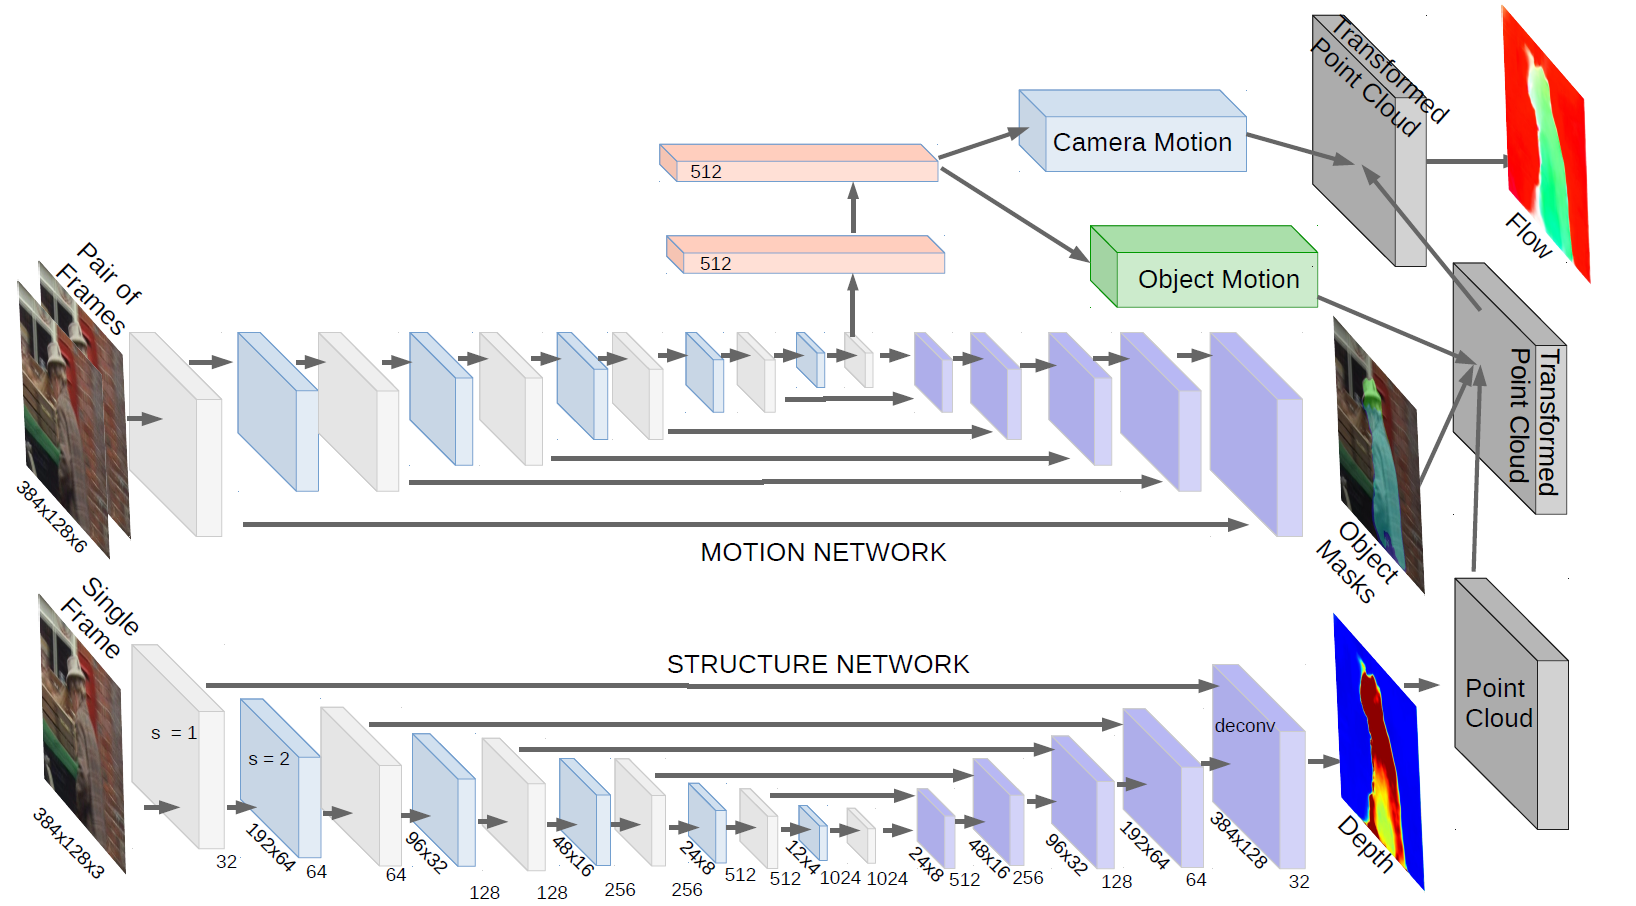 Transformed
Point Cloud
Flow
Camera Motion
512
512
Object Motion
Pair of
Frames
384x128x6
Transformed
Point Cloud
Object
Masks
MOTION NETWORK
Single
Frame
384x128x3
STRUCTURE NETWORK
s = 1
s = 2
deconv
Point
Cloud
Depth
192x64
96x32
48x16
24x8
12x4
24x8
48x16
96x32
192x64
384x128
32
64
64
128
128
256
256
512
512
1024
1024
512
256
128
64
32